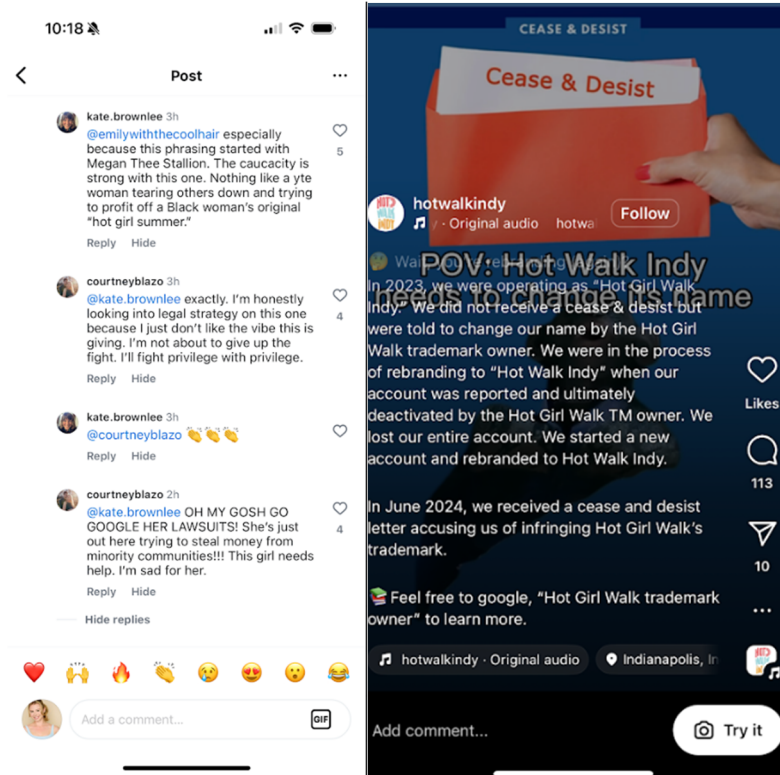 10:18
Post
kate.brownlee 3h
@emilywiththecoolhair especially
because this phrasing started with
Megan Thee Stallion. The caucacity is
strong with this one. Nothing like a yte
woman tearing others down and trying
to profit off a Black woman's original
"hot girl summer."
5
Reply Hide
courtneyblazo 3h
@kate.brownlee exactly. I'm honestly
looking into legal strategy on this one
because I just don't like the vibe this is
giving. I'm not about to give up the
fight. I'll fight privilege with privilege.
4
Reply Hide
kate.brownlee 3h
@courtneyblazo 👏👏👏
Reply Hide
courtneyblazo 2h
@kate.brownlee OH MY GOSH GO
GOOGLE HER LAWSUITS! She's just
out here trying to steal money from
minority communities!!! This girl needs
help. I'm sad for her.
4
Reply Hide
Hide replies
Add a comment...
GIF
CEASE & DESIST
Cease & Desist
hotwalkindy
Original audio hotwa
Follow
POV: Hot Walk Indy
needs to change its name
Wait, you're rebranding again?
In 2023, we were operating as "Hot Girl Walk
Indy." We did not receive a cease & desist but
were told to change our name by the Hot Girl
Walk trademark owner. We were in the process
of rebranding to "Hot Walk Indy" when our
account was reported and ultimately
deactivated by the Hot Girl Walk TM owner. We
lost our entire account. We started a new
account and rebranded to Hot Walk Indy.
In June 2024, we received a cease and desist
letter accusing us of infringing Hot Girl Walk's
trademark.
📚Feel free to google, "Hot Girl Walk trademark
owner" to learn more.
Likes
113
10
hotwalkindy · Original audio
Indianapolis, In
Add comment...
Try it